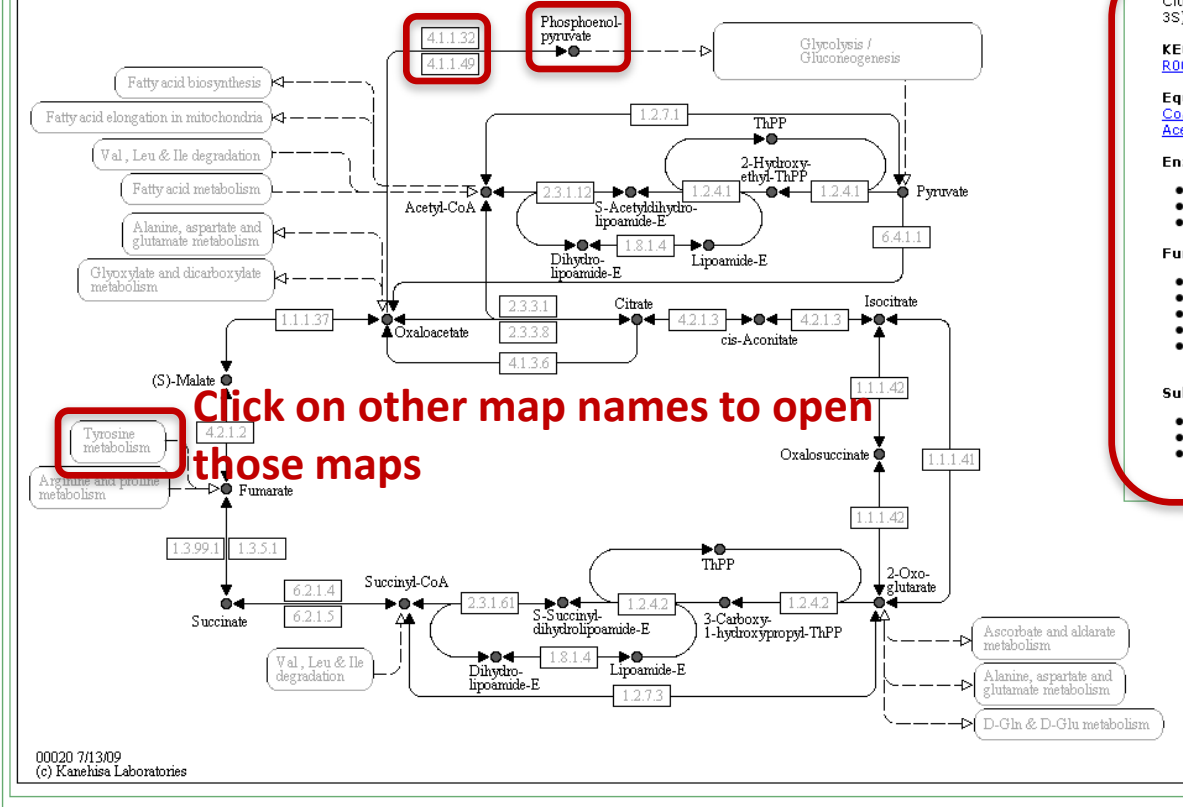 Phosphoenol-
pyruvate
4.1.1.32
4.1.1.49
Glycolysis /
Gluconeogenesis
Fatty acid biosynthesis
Fatty acid elongation in mitochondria
Val, Leu & Ile degradation
Fatty acid metabolism
Alanine, aspartate and
glutamate metabolism
Glyoxylate and dicarboxylate
metabolism
1.2.7.1
ThPP
2-Hydroxy-
ethyl-ThPP
Acetyl-CoA
2.3.1.12
S-Acetyldihydro-
lipoamide-E
1.2.4.1
1.2.4.1
Pyruvate
Dihydro-
lipoamide-E
1.8.1.4
Lipoamide-E
6.4.1.1
1.1.1.37
Oxaloacetate
2.3.3.1
2.3.3.8
4.1.3.6
Citrate
4.2.1.3
cis-Aconitate
4.2.1.3
Isocitrate
(S)-Malate
Click on other map names to open
those maps
4.2.1.2
1.1.1.42
Tyrosine
metabolism
Arginine and proline
metabolism
Fumarate
Oxalosuccinate
1.1.1.41
1.1.1.42
1.3.99.1
1.3.5.1
ThPP
Succinate
6.2.1.4
6.2.1.5
Succinyl-CoA
2.3.1.61
S-Succinyl-
dihydrolipoamide-E
1.2.4.2
3-Carboxy-
1-hydroxypropyl-ThPP
1.2.4.2
2-Oxo-
glutarate
Val, Leu & Ile
degradation
Dihydro-
lipoamide-E
1.8.1.4
Lipoamide-E
1.2.7.3
Ascorbate and aldarate
metabolism
Alanine, aspartate and
glutamate metabolism
D-Gln & D-Glu metabolism
00020 7/13/09
(c) Kanehisa Laboratories
3S)